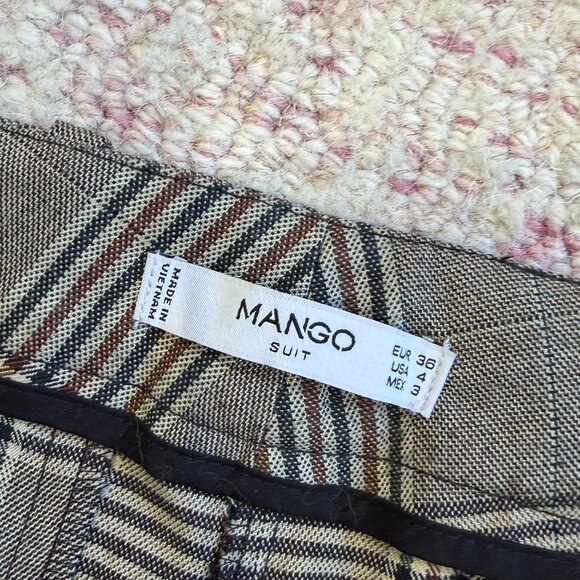 MADE IN
VIETNAM
MANGO
SUIT
EUR 36
USA 4
MEX 3